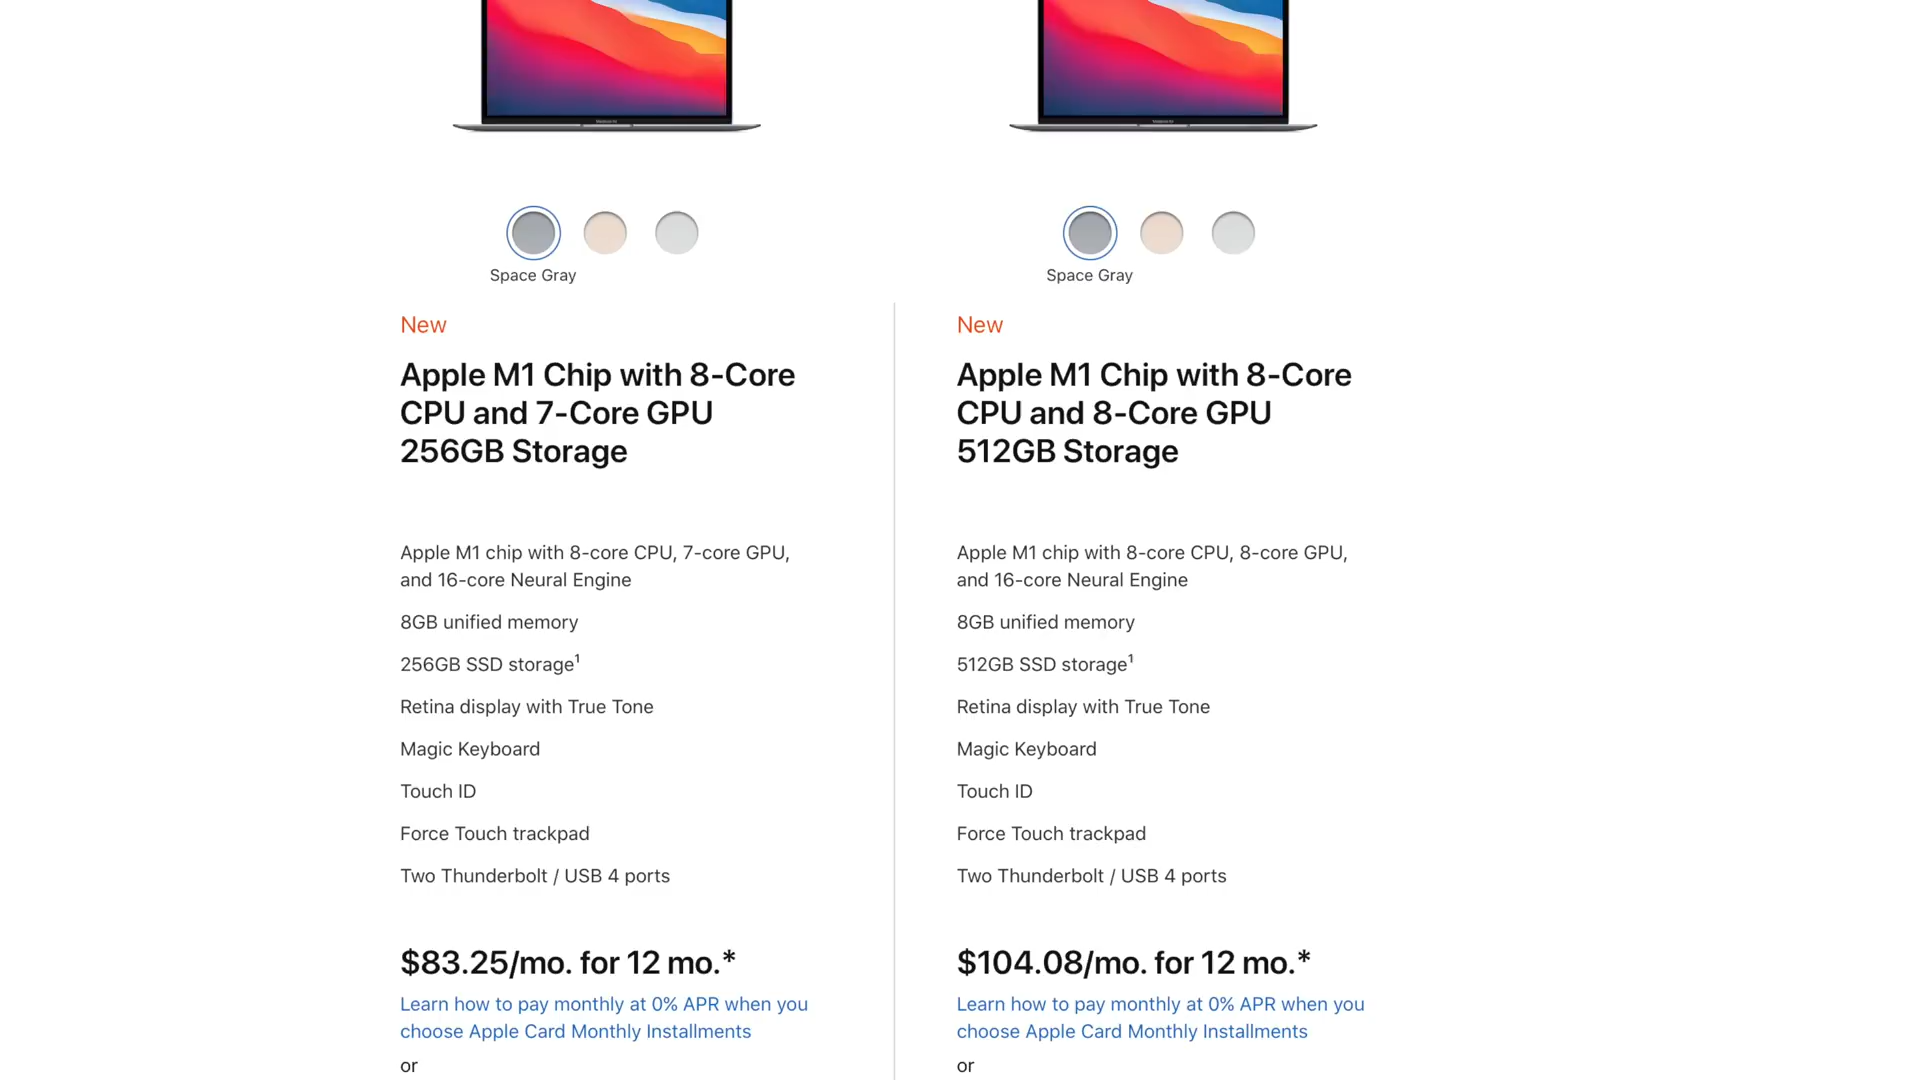 Space Gray
New
Apple M1 Chip with 8-Core
CPU and 7-Core GPU
256GB Storage
Apple M1 chip with 8-core CPU, 7-core GPU,
and 16-core Neural Engine
8GB unified memory
256GB SSD storage¹
Retina display with True Tone
Magic Keyboard
Touch ID
Force Touch trackpad
Two Thunderbolt / USB 4 ports
$83.25/mo. for 12 mo.*
Learn how to pay monthly at 0% APR when you
choose Apple Card Monthly Installments
or
Space Gray
New
Apple M1 Chip with 8-Core
CPU and 8-Core GPU
512GB Storage
Apple M1 chip with 8-core CPU, 8-core GPU,
and 16-core Neural Engine
8GB unified memory
512GB SSD storage¹
Retina display with True Tone
Magic Keyboard
Touch ID
Force Touch trackpad
Two Thunderbolt / USB 4 ports
$104.08/mo. for 12 mo.*
Learn how to pay monthly at 0% APR when you
choose Apple Card Monthly Installments
or